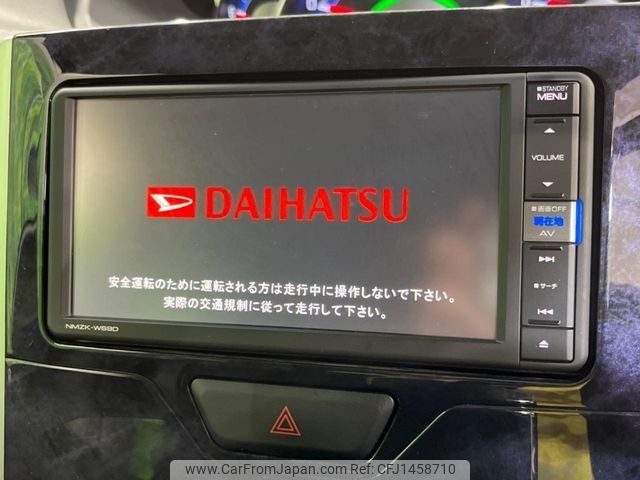 ■STANDBY
MENU
VOLUME
■画面OFF
現在地
AV
■サーチ
DAIHATSU
安全運転のために運転される方は走行中に操作しないで下さい。
実際の交通規制に従って走行して下さい。
NMZK-W69D
www.CarFromJapan.com Photo ID: CFJ1458710